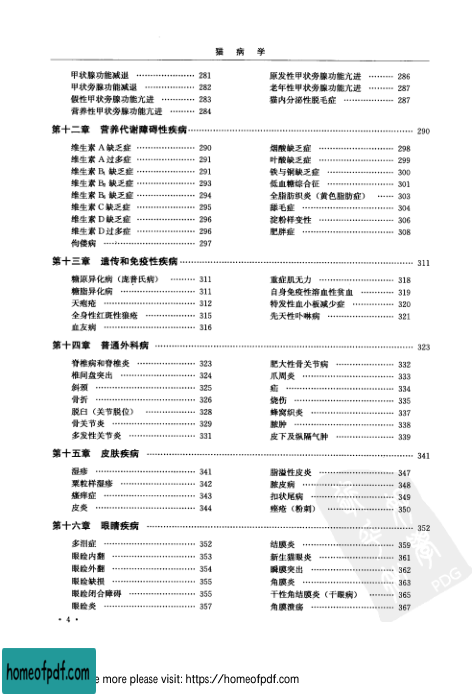 猫 病 学
甲状腺功能减退 ………………… 281
甲状旁腺功能减退 ……………… 282
假性甲状旁腺功能亢进 ………… 283
营养性甲状旁腺功能亢进 ……… 284
原发性甲状旁腺功能亢进 ……… 286
老年性甲状旁腺功能亢进 ……… 287
猫内分泌性脱毛症 ……………… 287
第十二章 营养代谢障碍性疾病 ………………… 290
维生素 A 缺乏症 ………………… 290
维生素 A 过多症 ………………… 291
维生素 B₁ 缺乏症 ……………… 291
维生素 B₆ 缺乏症 ……………… 293
维生素 缺乏症 ……………… 294
维生素 C 缺乏症 ………………… 295
维生素 D 缺乏症 ………………… 296
维生素 D 过多症 ………………… 296
佝偻病 …………………………… 297
烟酸缺乏症 ……………………… 298
叶酸缺乏症 ……………………… 299
铁与铜缺乏症 …………………… 300
低血糖综合征 …………………… 301
全脂肪织炎（黄色脂肪症） …… 303
舔毛症 …………………………… 304
淀粉样变性 ……………………… 306
肥胖症 …………………………… 308
第十三章 遗传和免疫性疾病 ………………… 311
糖原异化病（庞普氏病） ……… 311
糖脂异化病 ……………………… 311
天疱疮 …………………………… 312
全身性红斑性狼疮 ……………… 315
血友病 …………………………… 316
重症肌无力 ……………………… 318
自身免疫性溶血性贫血 ………… 319
特发性血小板减少症 …………… 320
先天性卟啉病 …………………… 321
第十四章 普通外科病 ………………… 323
脊椎病和脊椎炎 ………………… 323
椎间盘突出 ……………………… 324
斜颈 ……………………………… 325
骨折 ……………………………… 326
脱臼（关节脱位） ……………… 328
骨关节炎 ………………………… 329
多发性关节炎 …………………… 331
肥大性骨关节病 ………………… 332
爪周炎 …………………………… 333
疝 ………………………………… 334
烧伤 ……………………………… 335
蜂窝织炎 ………………………… 337
脓肿 ……………………………… 338
皮下及纵隔气肿 ………………… 339
第十五章 皮肤疾病 ………………… 341
湿疹 ……………………………… 341
粟粒样湿疹 ……………………… 342
瘙痒症 …………………………… 343
皮炎 ……………………………… 344
脂溢性皮炎 ……………………… 347
脓皮病 …………………………… 348
扣状尾病 ………………………… 349
痤疮（粉刺） …………………… 350
第十六章 眼睛疾病 ………………… 352
多泪症 …………………………… 352
眼睑内翻 ………………………… 353
眼睑外翻 ………………………… 354
眼睑缺损 ………………………… 355
眼睑闭合障碍 …………………… 355
眼睑炎 …………………………… 357
结膜炎 …………………………… 359
新生猫眼炎 ……………………… 361
瞬膜突出 ………………………… 362
角膜炎 …………………………… 363
干性角结膜炎（干眼病） ……… 365
角膜溃疡 ………………………… 367
· 4 ·
PDG
homeofpdf.com
e more please visit: https://homeofpdf.com